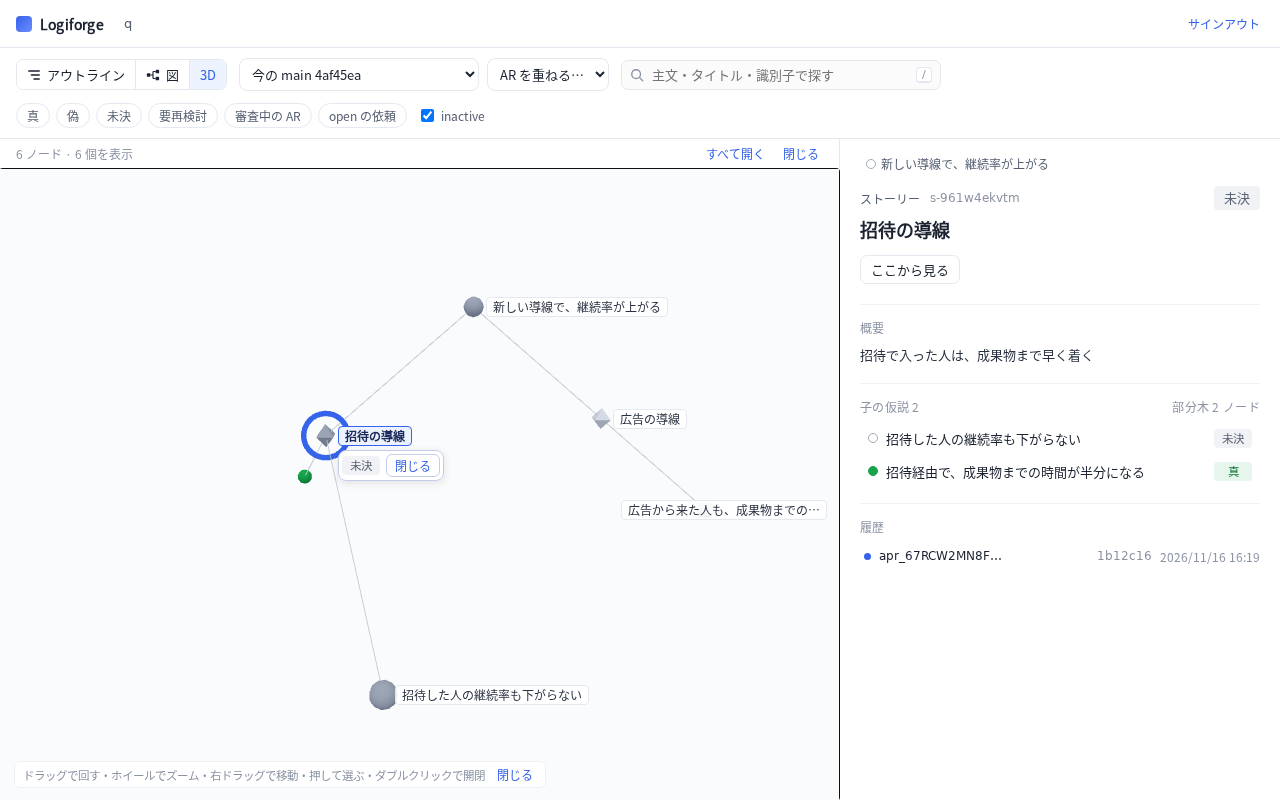 Logiforge q サインアウト
アウトライン 図 3D 今の main 4af45ea AR を重ねる… 主文・タイトル・識別子で探す /
真 偽 未決 要再検討 審査中の AR open の依頼 inactive
6 ノード · 6 個を表示 すべて開く 閉じる
新しい導線で、継続率が上がる
招待の導線
未決 閉じる
広告の導線
広告から来た人も、成果物までの…
招待した人の継続率も下がらない
ドラッグで回す・ホイールでズーム・右ドラッグで移動・押して選ぶ・ダブルクリックで開閉 閉じる
新しい導線で、継続率が上がる
ストーリー s-961w4ekvtm 未決
招待の導線
ここから見る
概要
招待で入った人は、成果物まで早く着く
子の仮説 2 部分木 2 ノード
招待した人の継続率も下がらない 未決
招待経由で、成果物までの時間が半分になる 真
履歴
apr_67RCW2MN8F… 1b12c16 2026/11/16 16:19